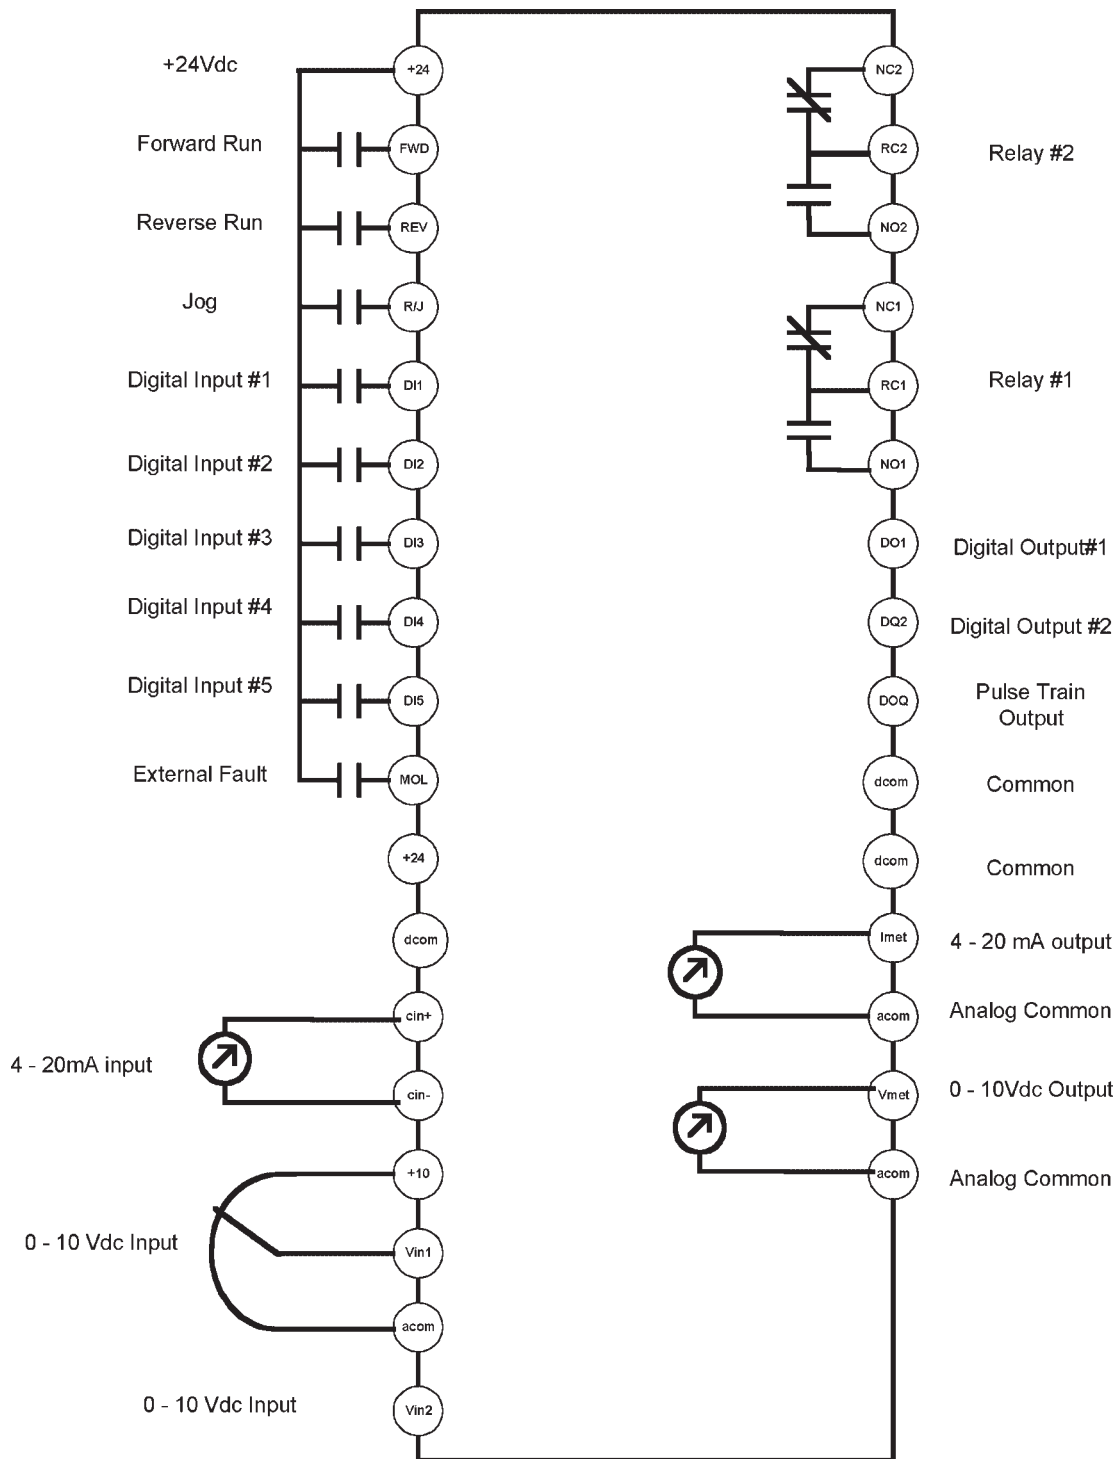 +24Vdc
+24
Forward Run
FWD
Reverse Run
REV
Jog
R/J
Digital Input #1
DI1
Digital Input #2
DI2
Digital Input #3
DI3
Digital Input #4
DI4
Digital Input #5
DI5
External Fault
MOL
+24
dcom
4 - 20mA input
cin+
cin-
0 - 10 Vdc Input
+10
Vin1
acom
0 - 10 Vdc Input
Vin2
NC2
RC2
Relay #2
NO2
NC1
RC1
Relay #1
NO1
DO1
Digital Output#1
DQ2
Digital Output #2
DOQ
Pulse Train
Output
dcom
Common
dcom
Common
Imet
4 - 20 mA output
acom
Analog Common
Vmet
0 - 10Vdc Output
acom
Analog Common